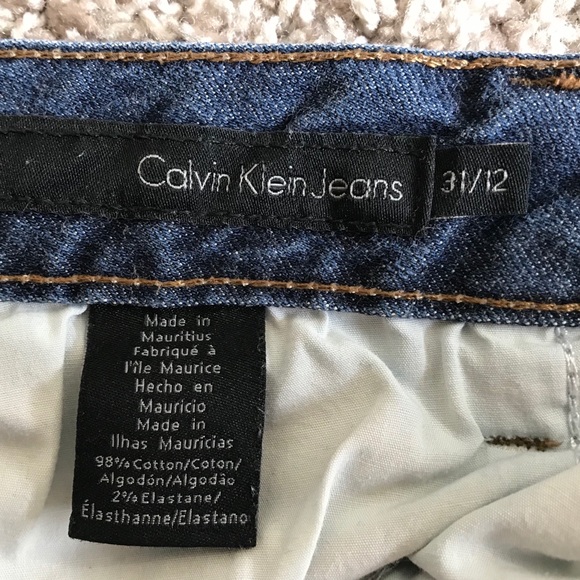 Calvin Klein Jeans
31/12
Made in
Mauritius
Fabriqué à
l'île Maurice
Hecho en
Mauricio
Made in
Ilhas Maurícias
98% Cotton/Coton/
Algodón/Algodão
2% Elastane/
Élasthanne/Elastano